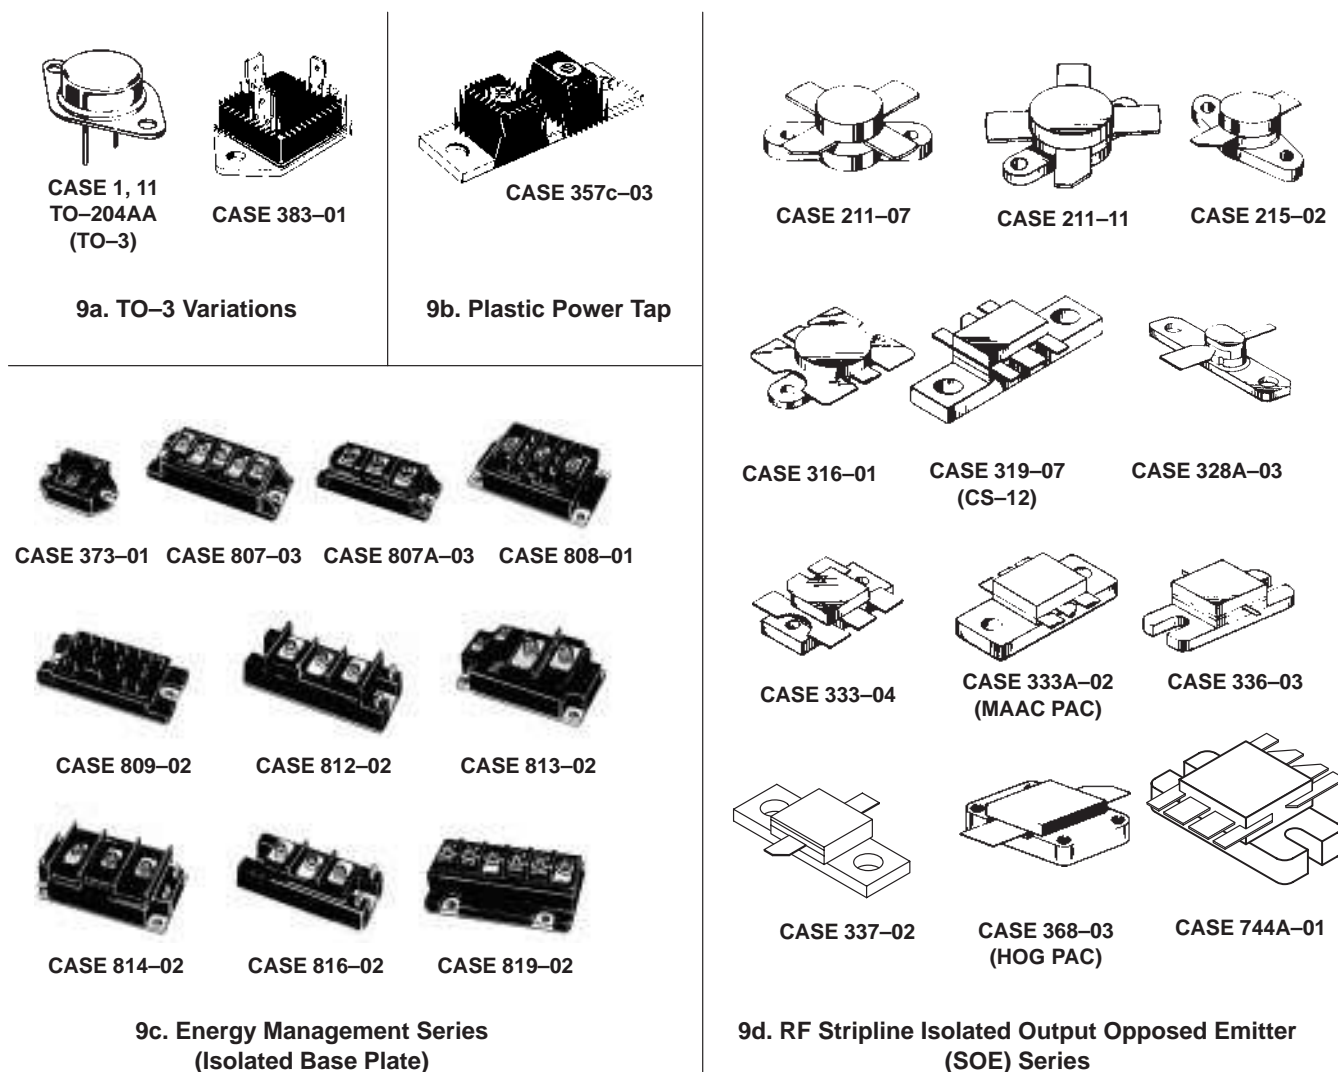 CASE 1, 11
TO–204AA
(TO–3)
CASE 383–01
9a. TO–3 Variations
CASE 357c–03
9b. Plastic Power Tap
CASE 373–01
CASE 807–03
CASE 807A–03
CASE 808–01
CASE 809–02
CASE 812–02
CASE 813–02
CASE 814–02
CASE 816–02
CASE 819–02
9c. Energy Management Series
(Isolated Base Plate)
CASE 211–07
CASE 211–11
CASE 215–02
CASE 316–01
CASE 319–07
(CS–12)
CASE 328A–03
CASE 333–04
CASE 333A–02
(MAAC PAC)
CASE 336–03
CASE 337–02
CASE 368–03
(HOG PAC)
CASE 744A–01
9d. RF Stripline Isolated Output Opposed Emitter
(SOE) Series